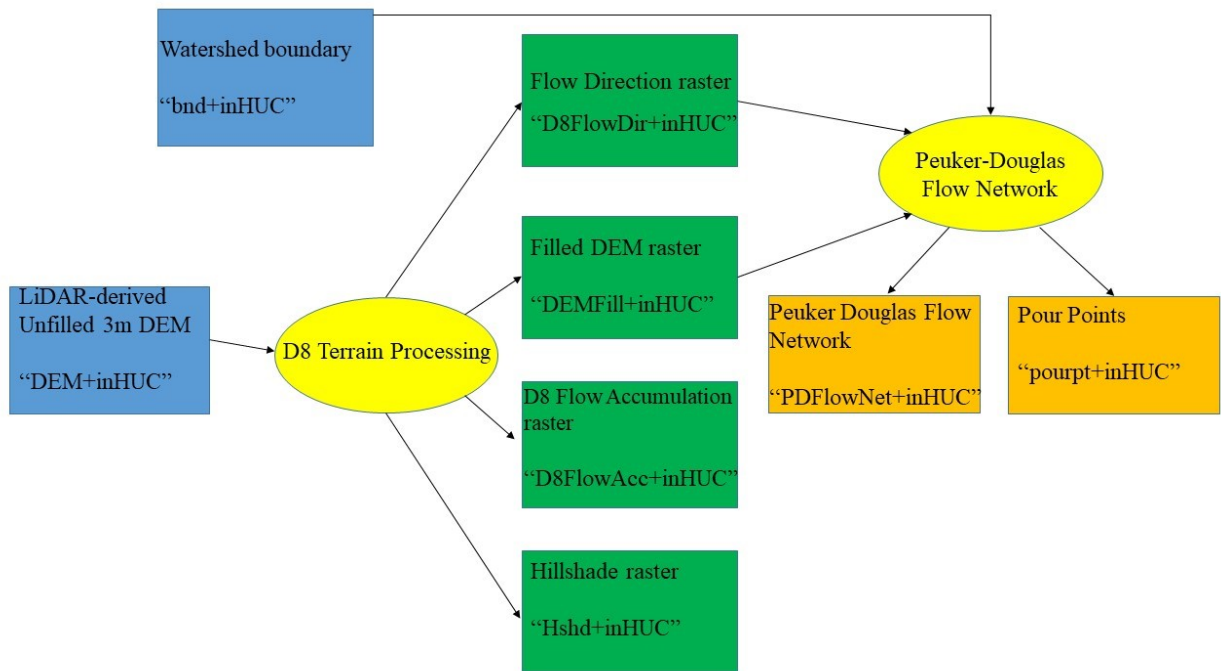 Watershed boundary
“bnd+inHUC”
Flow Direction raster
“D8FlowDir+inHUC”
Peuker-Douglas
Flow Network
LiDAR-derived
Unfilled 3m DEM
“DEM+inHUC”
D8 Terrain Processing
Filled DEM raster
“DEMFill+inHUC”
Peuker Douglas Flow
Network
“PDFlowNet+inHUC”
Pour Points
“pourpt+inHUC”
D8 Flow Accumulation
raster
“D8FlowAcc+inHUC”
Hillshade raster
“Hshd+inHUC”